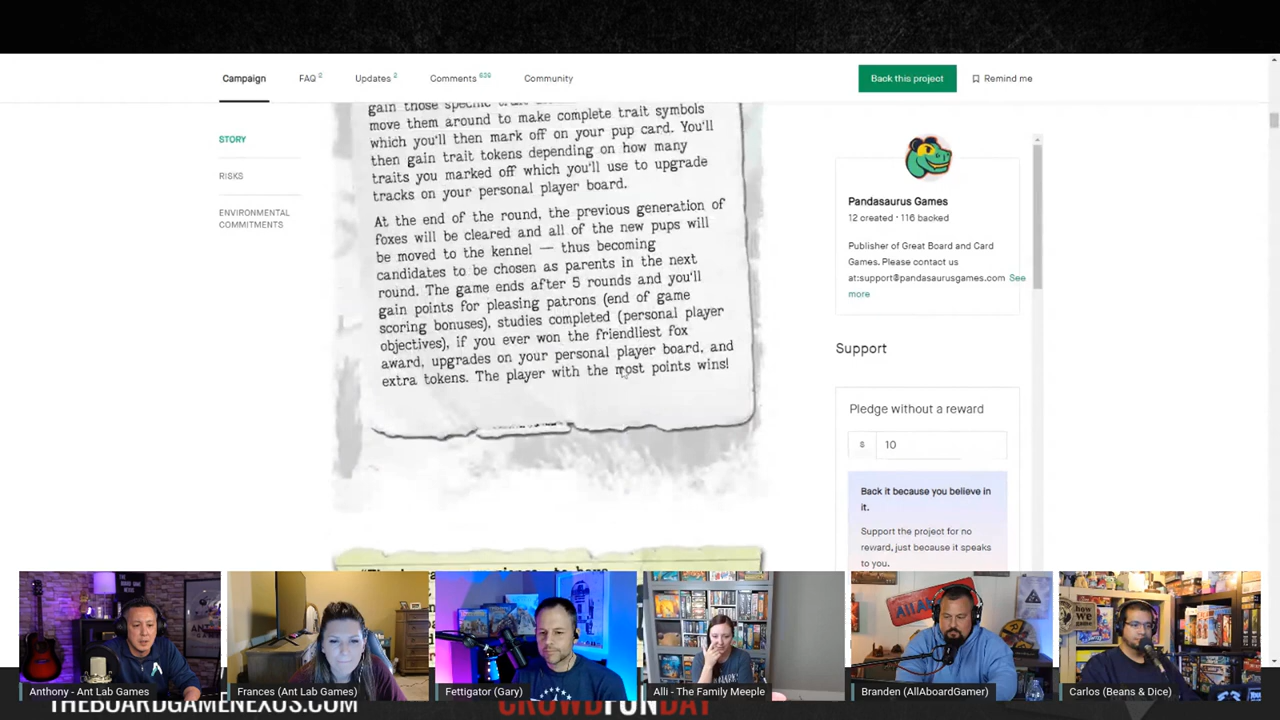 Campaign
FAQ 0
Updates 2
Comments
Community
Back this project
Remind me
STORY
RISKS
ENVIRONMENTAL
COMMITMENTS
gain those specific
move them around to make complete trait symbols
which you'll then mark off on your pup card. You'll
then gain trait tokens depending on how many
traits you marked off which you'll use to upgrade
tracks on your personal player board.
At the end of the round, the previous generation of
foxes will be cleared and all of the new pups will
be moved to the kennel — thus becoming
candidates to be chosen as parents in the next
round. The game ends after 5 rounds and you'll
gain points for pleasing patrons (end of game
scoring bonuses), studies completed (personal player
objectives), if you ever won the friendliest fox
award, upgrades on your personal player board, and
extra tokens. The player with the most points wins!
Pandasaurus Games
12 created · 116 backed
Publisher of Great Board and Card
Games. Please contact us
at:support@pandasaurusgames.com See
more
Support
Pledge without a reward
$ 10
Back it because you believe in
it.
Support the project for no
reward, just because it speaks
to you.
Anthony - Ant Lab Games
Frances (Ant Lab Games)
Fettigator (Gary)
Alli - The Family Meeple
Branden (AllAboardGamer)
Carlos (Beans & Dice)
how we game
THEBOARDGAMENEXUS.COM
CROWDFUNDAY